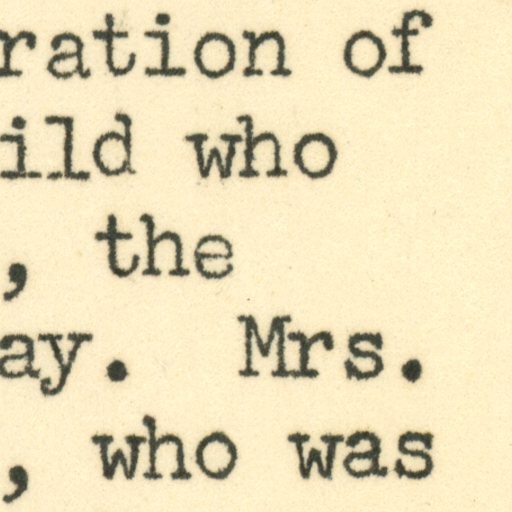 ration of
ild who
, the
ay.  Mrs.
, who was